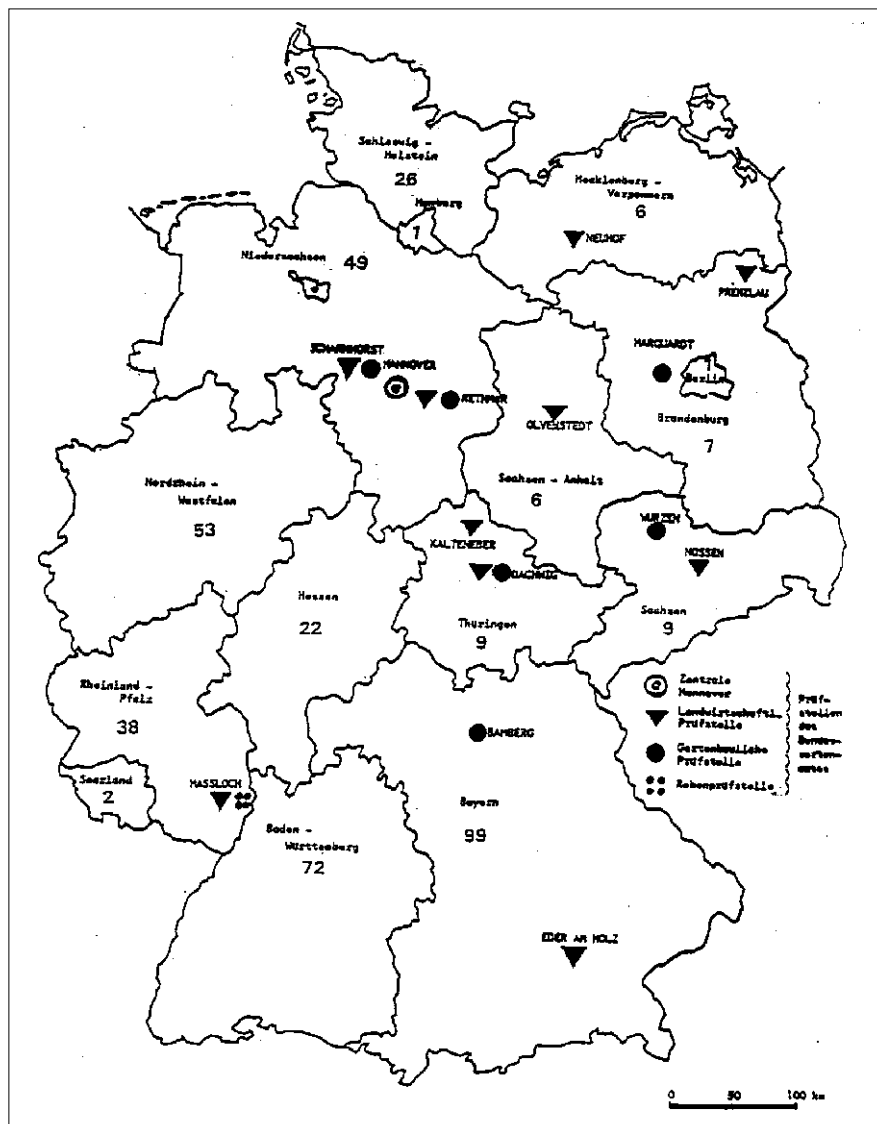 Schleswig -
Holstein
26
Hamburg
1
Mecklenburg -
Vorpommern
6
NEUHOF
Niedersachsen
49
PRENZLAU
SCHARNHORST
HANNOVER
MARQUARDT
1
Berlin
RETHMAR
OLVENSTEDT
Brandenburg
7
Nordrhein -
Westfalen
53
Sachsen - Anhalt
6
WURZEN
KALTENEBER
NOSSEN
DACHWIG
Hessen
22
Thüringen
9
Sachsen
9
Rheinland -
Pfalz
38
Zentrale
Hannover
Landwirtschaftl.
Prüfstelle
Gartenbauliche
Prüfstelle
Rebenprüfstelle
Prüf-
stellen
des
Bundes-
sorten-
amtes
BAMBERG
Saarland
2
HASSLOCH
Bayern
99
Baden -
Württemberg
72
EDER AM HOLZ
0 50 100 km